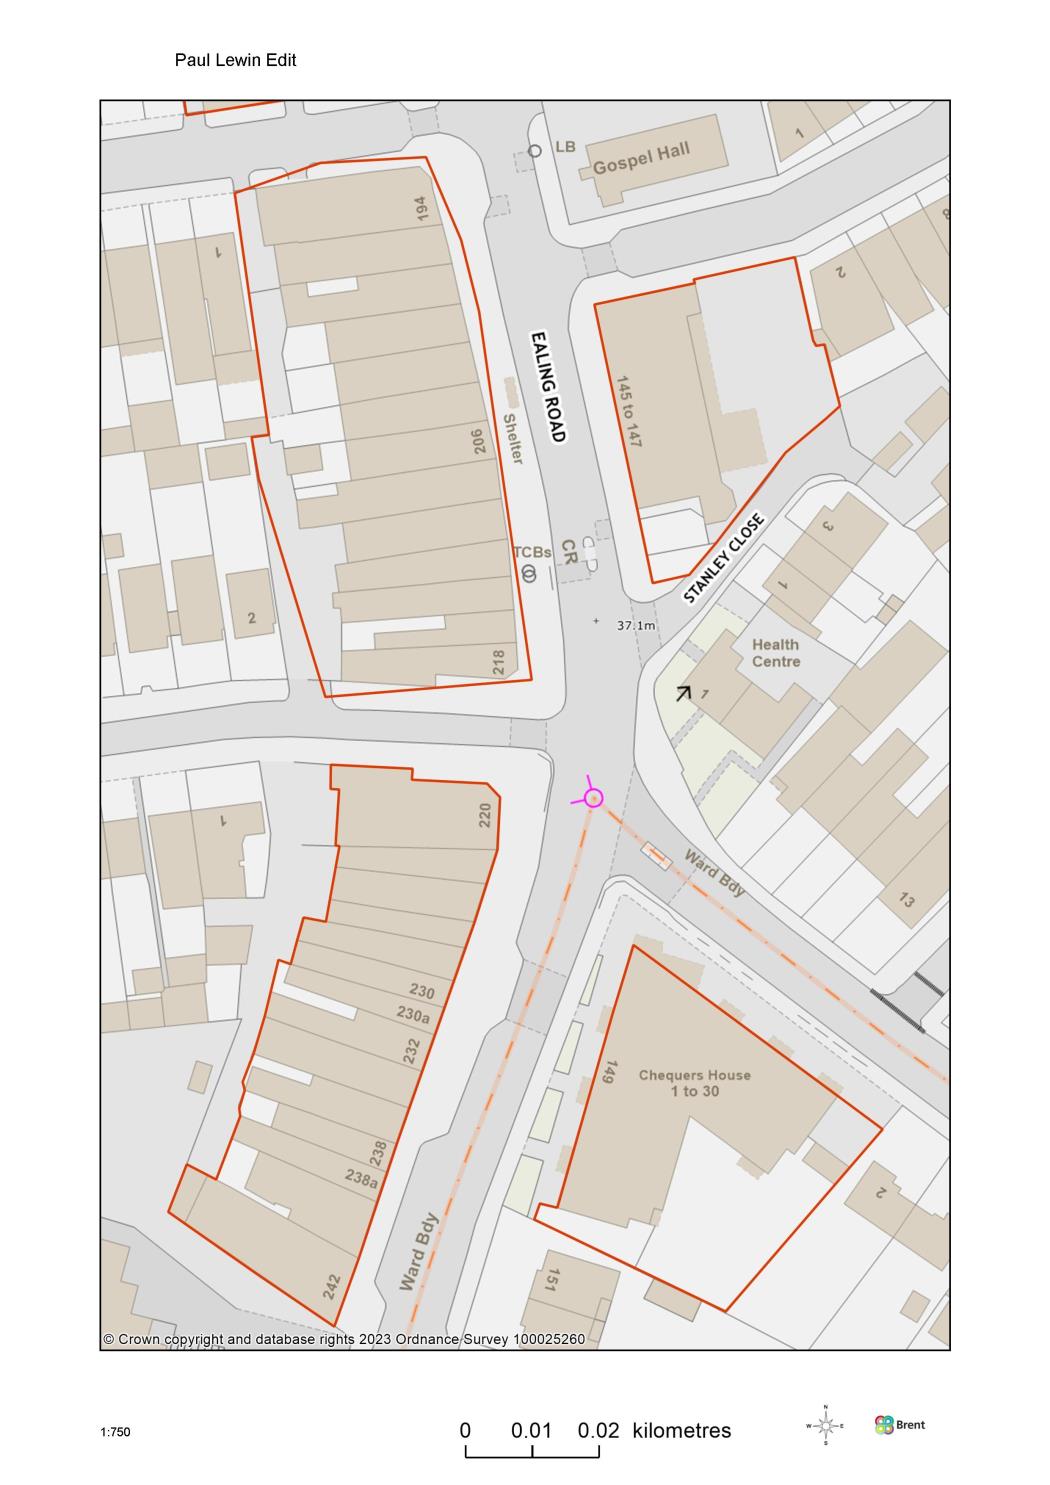 Paul Lewin Edit
LB
Gospel Hall
1
8
194
1
2
EALING ROAD
145 to 147
Shelter
206
3
STANLEY CLOSE
TCBs
CR
1
2
37.1m
Health
Centre
218
1
220
1
Ward Bdy
13
230
230a
232
149
Chequers House
1 to 30
238
238a
2
Ward Bdy
151
242
© Crown copyright and database rights 2023 Ordnance Survey 100025260
1:750
0 0.01 0.02 kilometres
N
W E
S
Brent